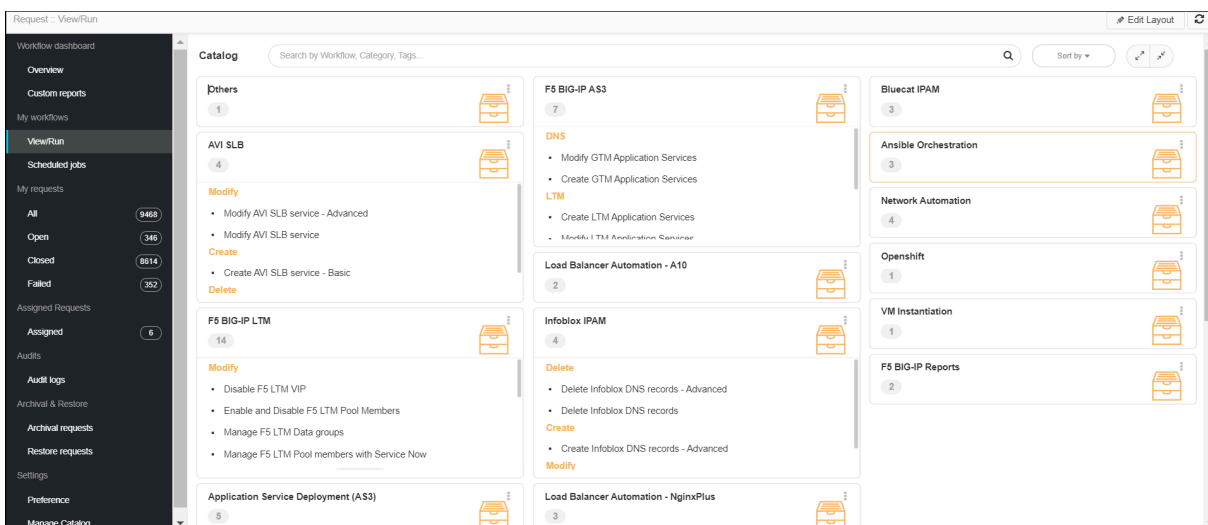 Request :: View/Run
Edit Layout
Workflow dashboard
Overview
Custom reports
My workflows
View/Run
Scheduled jobs
My requests
All 9468
Open 346
Closed 8614
Failed 352
Assigned Requests
Assigned 6
Audits
Audit logs
Archival & Restore
Archival requests
Restore requests
Settings
Preference
Manage Catalog
Catalog
Search by Workflow, Category, Tags...
Sort by
Others
1
AVI SLB
4
Modify
• Modify AVI SLB service - Advanced
• Modify AVI SLB service
Create
• Create AVI SLB service - Basic
Delete
F5 BIG-IP LTM
14
Modify
• Disable F5 LTM VIP
• Enable and Disable F5 LTM Pool Members
• Manage F5 LTM Data groups
• Manage F5 LTM Pool members with Service Now
Application Service Deployment (AS3)
5
F5 BIG-IP AS3
7
DNS
• Modify GTM Application Services
• Create GTM Application Services
LTM
• Create LTM Application Services
• Modify LTM Application Services
Load Balancer Automation - A10
2
Infoblox IPAM
4
Delete
• Delete Infoblox DNS records - Advanced
• Delete Infoblox DNS records
Create
• Create Infoblox DNS records - Advanced
Modify
Load Balancer Automation - NginxPlus
3
Bluecat IPAM
3
Ansible Orchestration
3
Network Automation
4
Openshift
1
VM Instantiation
1
F5 BIG-IP Reports
2